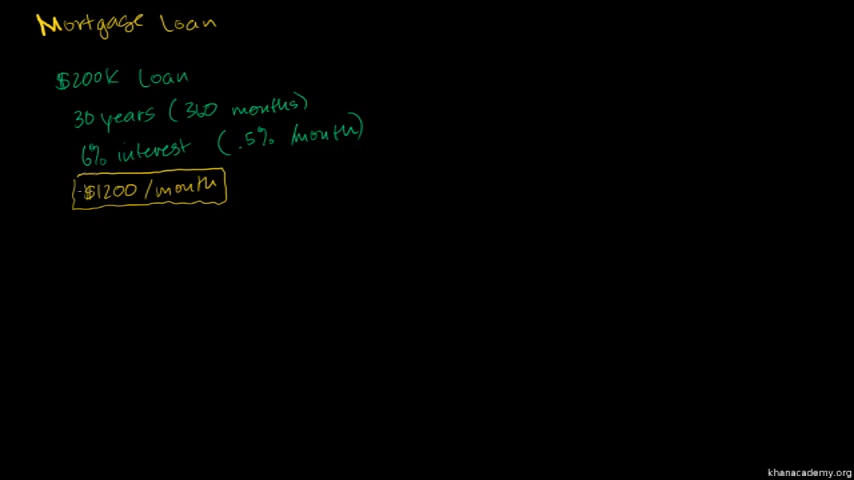 Mortgage Loan
$200K Loan
30 years (360 months)
6% interest (.5% /month)
~$1200 /month
khanacademy.org